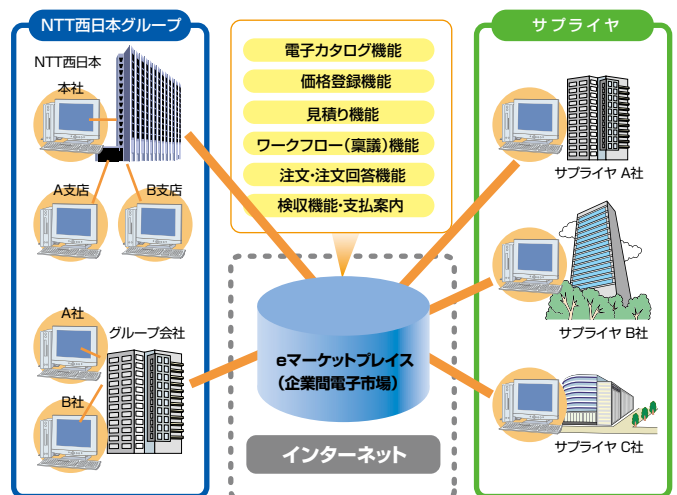 NTT西日本グループ
NTT西日本
本社
A支店
B支店
A社
グループ会社
B社
電子カタログ機能
価格登録機能
見積り機能
ワークフロー(稟議)機能
注文・注文回答機能
検収機能・支払案内
eマーケットプレイス
(企業間電子市場)
インターネット
サプライヤ
サプライヤ A社
サプライヤ B社
サプライヤ C社